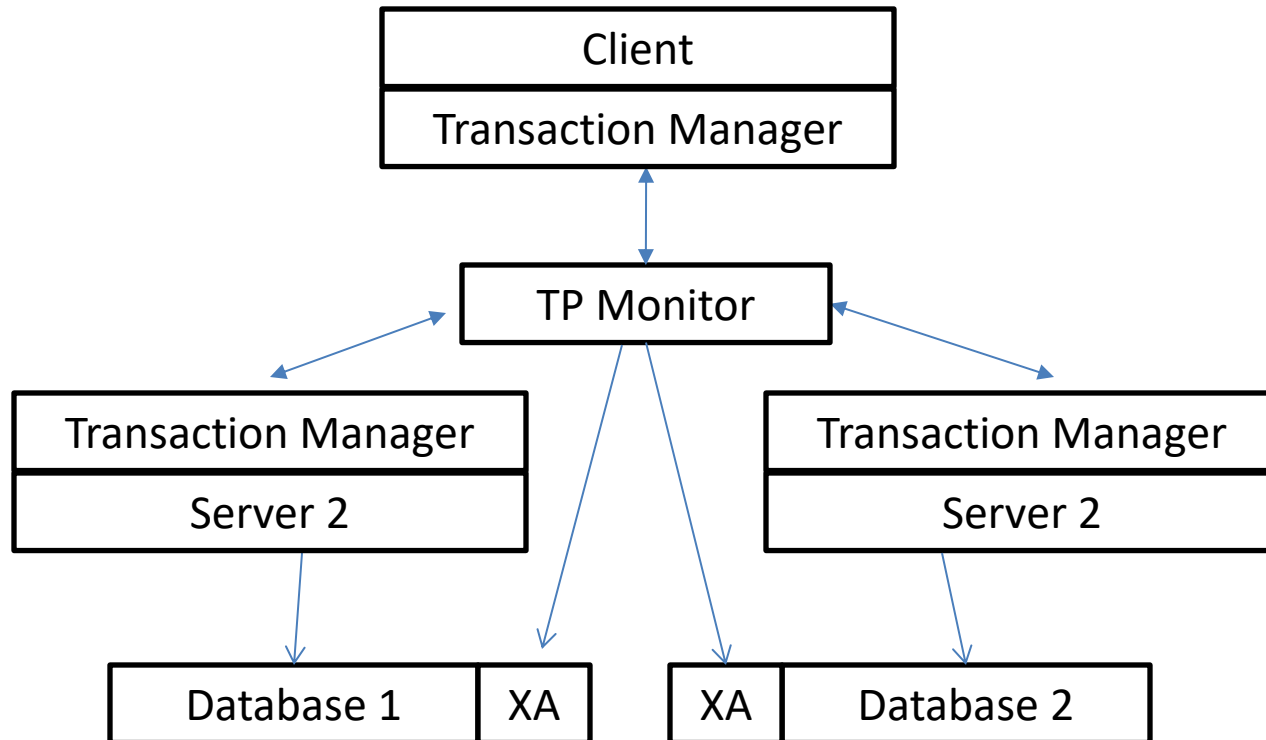 Client
Transaction Manager
TP Monitor
Transaction Manager
Server 2
Transaction Manager
Server 2
Database 1
XA
XA
Database 2